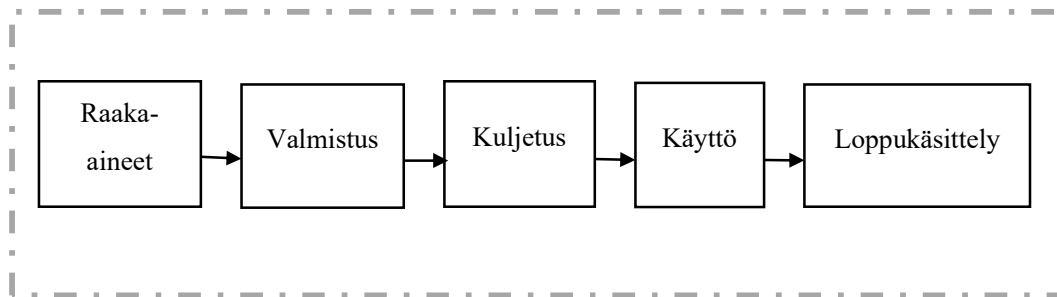 Raaka-
aineet
Valmistus
Kuljetus
Käyttö
Loppukäsittely